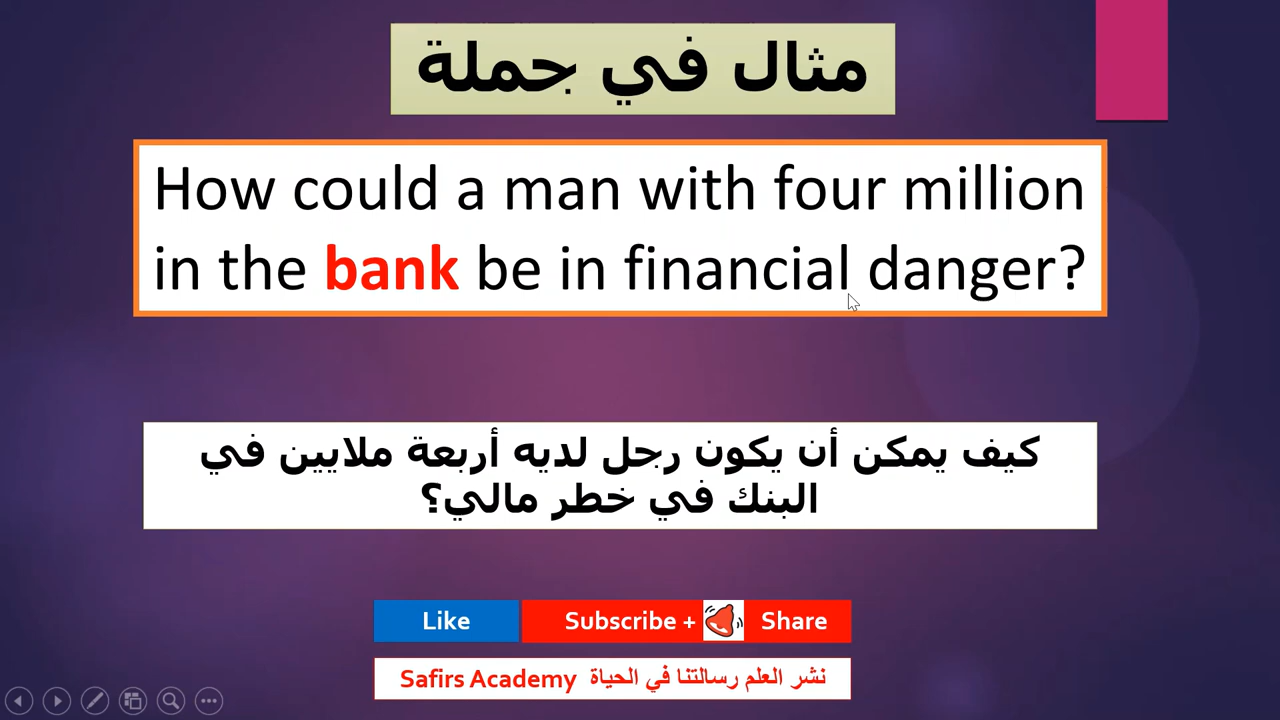 مثال في جملة
How could a man with four million
in the bank be in financial danger?
كيف يمكن أن يكون رجل لديه أربعة ملايين في
البنك في خطر مالي؟
Like
Subscribe +
Share
Safirs Academy نشر العلم رسالتنا في الحياة